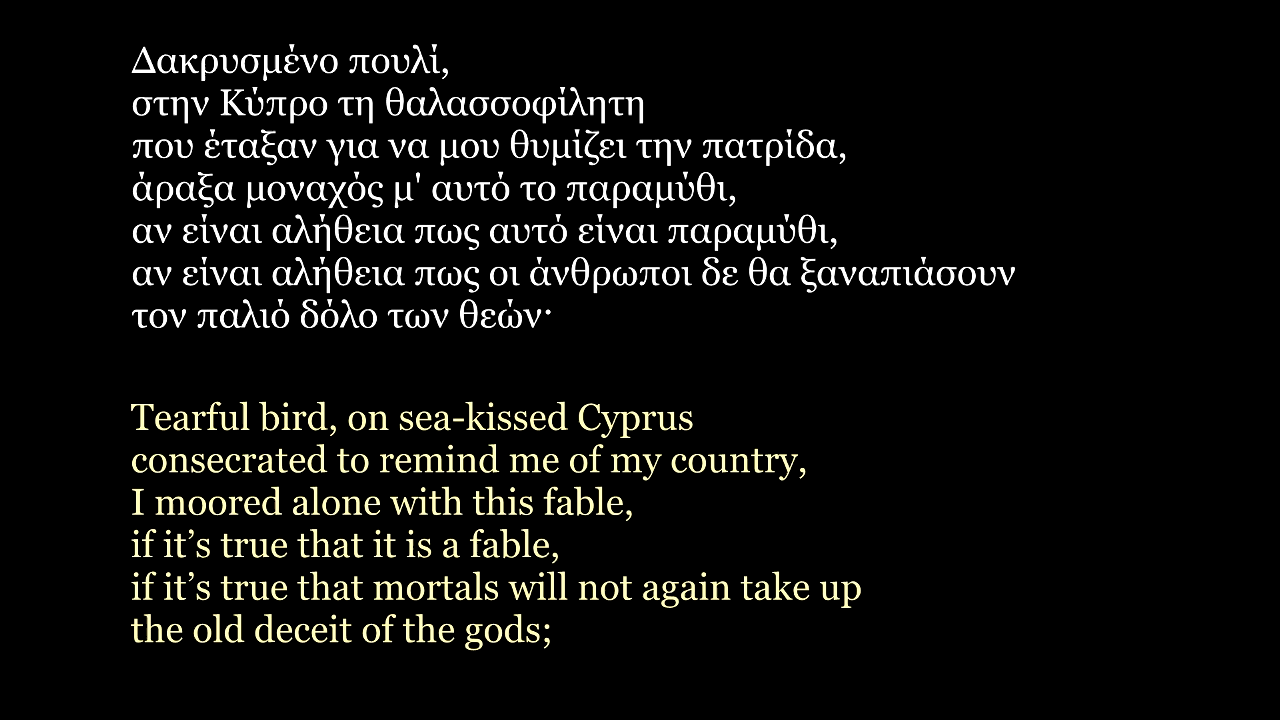 Δακρυσμένο πουλί,
στην Κύπρο τη θαλασσοφίλητη
που έταξαν για να μου θυμίζει την πατρίδα,
άραξα μοναχός μ' αυτό το παραμύθι,
αν είναι αλήθεια πως αυτό είναι παραμύθι,
αν είναι αλήθεια πως οι άνθρωποι δε θα ξαναπιάσουν
τον παλιό δόλο των θεών·
Tearful bird, on sea-kissed Cyprus
consecrated to remind me of my country,
I moored alone with this fable,
if it’s true that it is a fable,
if it’s true that mortals will not again take up
the old deceit of the gods;